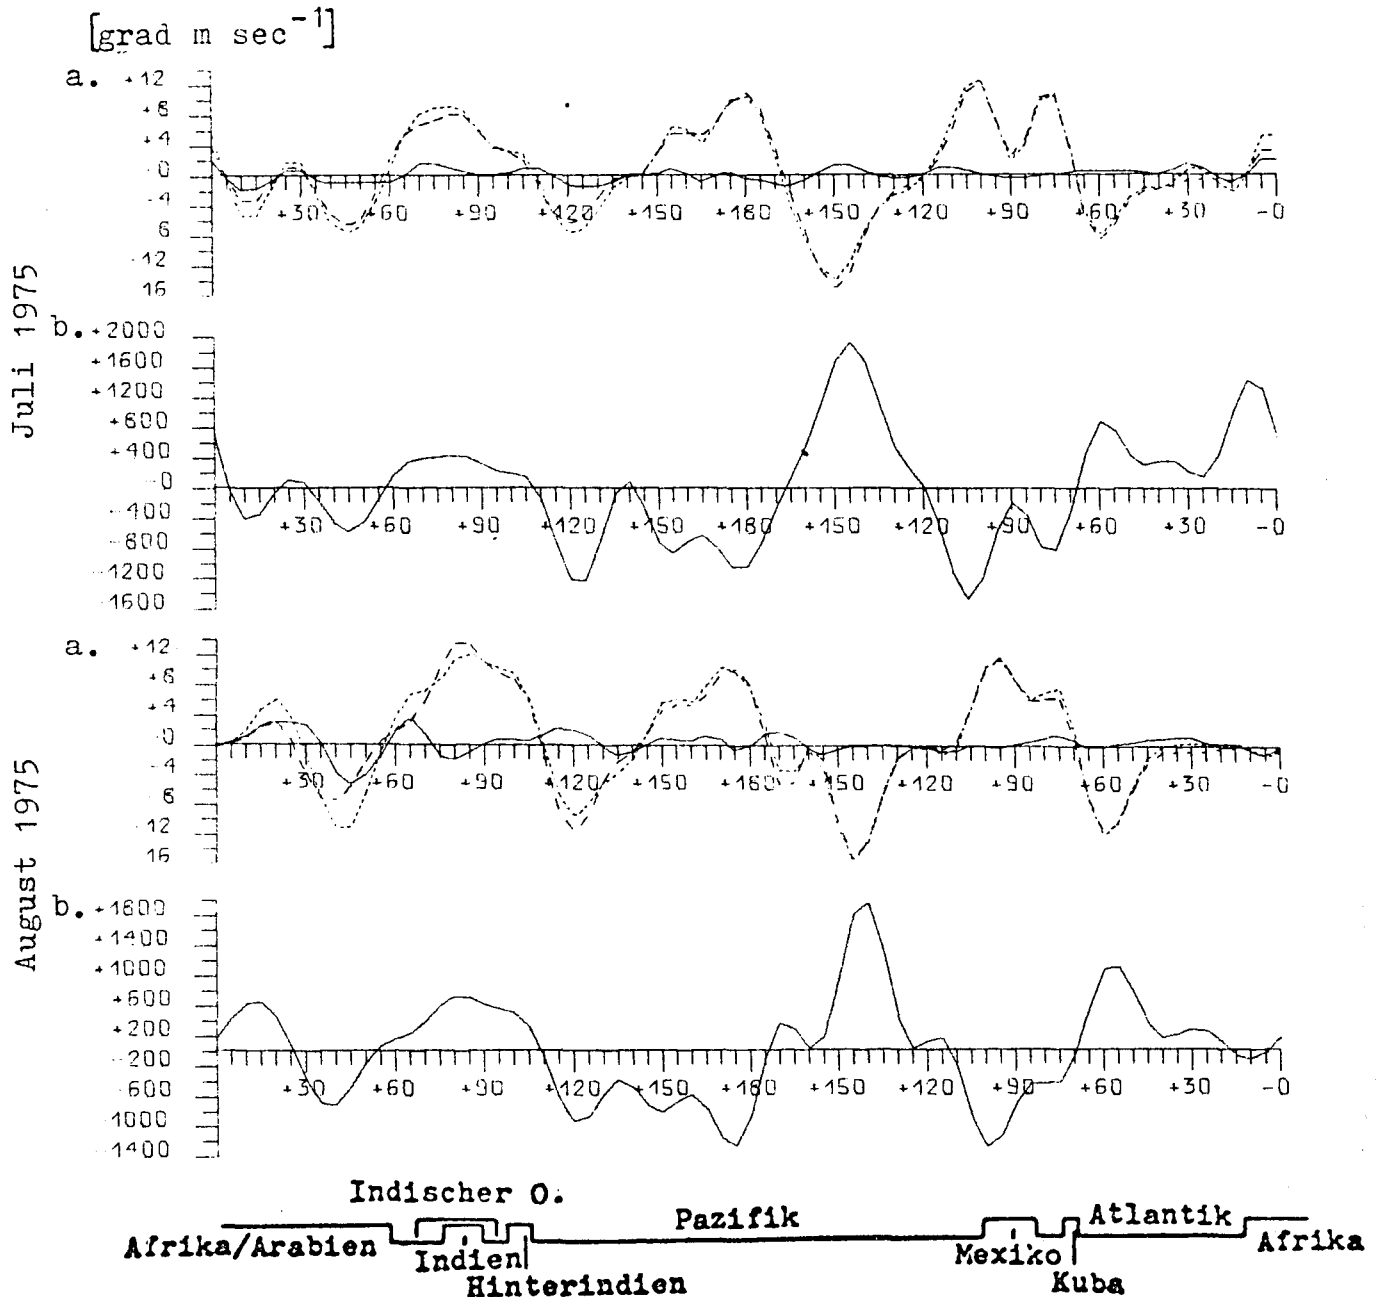 [grad m sec⁻¹]
a.
+12
+8
+4
-0
-4
8
12
16
+30 +60 +90 +120 +150 +180 +150 +120 +90 +60 +30 -0
Juli 1975
b.
+2000
+1600
+1200
+800
+400
-0
-400
-800
-1200
-1600
+30 +60 +90 +120 +150 +180 +150 +120 +90 +60 +30 -0
a.
+12
+8
+4
-0
-4
8
12
16
+30 +60 +90 +120 +150 +180 +150 +120 +90 +60 +30 -0
August 1975
b.
+1800
+1400
+1000
+600
+200
-200
-600
1000
-1400
+30 +60 +90 +120 +150 +180 +150 +120 +90 +60 +30 -0
Indischer O.
Afrika/Arabien Indien Pazifik Mexiko Atlantik Afrika
Hinterindien Kuba